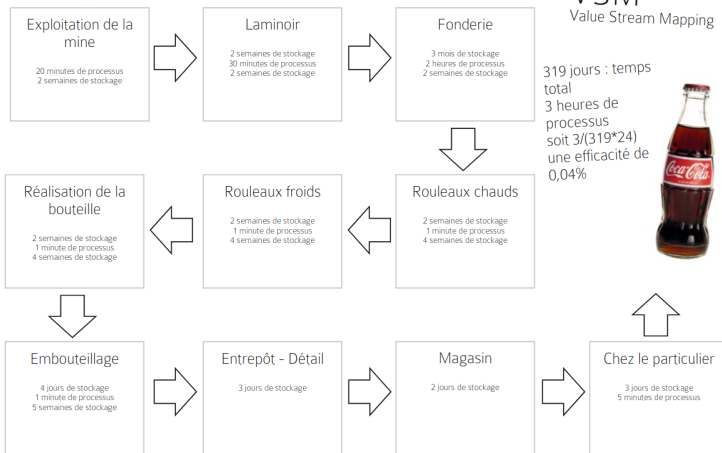 Exploitation de la
mine
20 minutes de processus
2 semaines de stockage
Laminoir
2 semaines de stockage
30 minutes de processus
2 semaines de stockage
Fonderie
3 mois de stockage
2 heures de processus
2 semaines de stockage
VSM
Value Stream Mapping
319 jours : temps
total
3 heures de
processus
soit 3/(319*24)
une efficacité de
0,04%
Coca-Cola
Réalisation de la
bouteille
2 semaines de stockage
1 minute de processus
4 semaines de stockage
Rouleaux froids
2 semaines de stockage
1 minute de processus
4 semaines de stockage
Rouleaux chauds
2 semaines de stockage
1 minute de processus
4 semaines de stockage
Embouteillage
4 jours de stockage
1 minute de processus
5 semaines de stockage
Entrepôt - Détail
3 jours de stockage
Magasin
2 jours de stockage
Chez le particulier
3 jours de stockage
5 minutes de processus